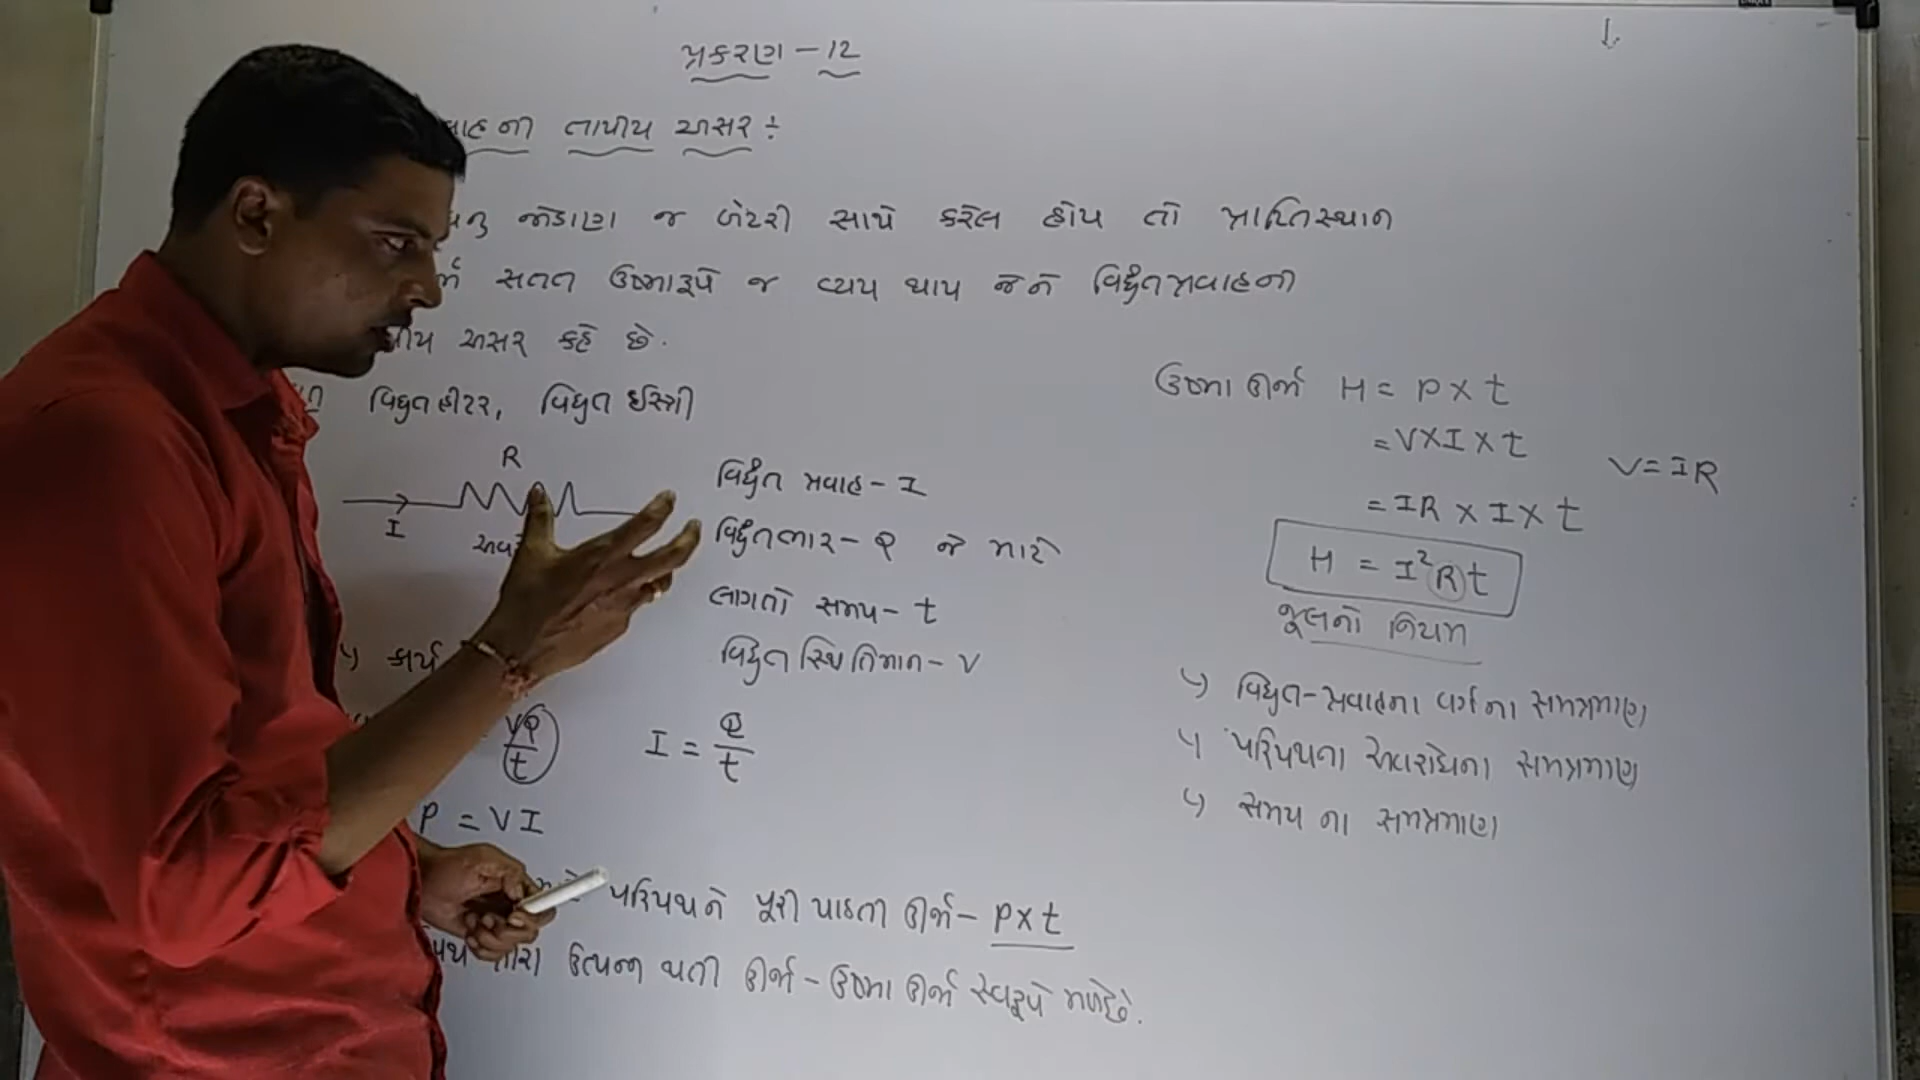 પ્રકરણ - 12
તાપીય અસર :
જોડાણ જ બેટરી સાથે કરેલ હોય તો પ્રાપ્તિસ્થાન
સતત ઉષ્મારૂપે જ વ્યય થાય જેને વિદ્યુતપ્રવાહની
અસર કહે છે.
વિદ્યુત હીટર, વિદ્યુત ઈસ્ત્રી
R
I
વિદ્યુત પ્રવાહ - I
વિદ્યુતભાર - Q જે માટે
લાગતો સમય - t
વિદ્યુત સ્થિતિમાન - V
કાર્ય
VQ
t
I = Q/t
P = VI
પરિપથને પૂરી પાડતી ઊર્જા - P×t
ઉત્પન્ન થતી ઊર્જા - ઉષ્મા ઊર્જા સ્વરૂપે મળે છે.
ઉષ્મા ઊર્જા H = P × t
= V×I×t
V = IR
= IR × I × t
H = I²Rt
જૂલનો નિયમ
વિદ્યુત-પ્રવાહના વર્ગના સમપ્રમાણ
પરિપથના અવરોધના સમપ્રમાણ
સમય ના સમપ્રમાણ